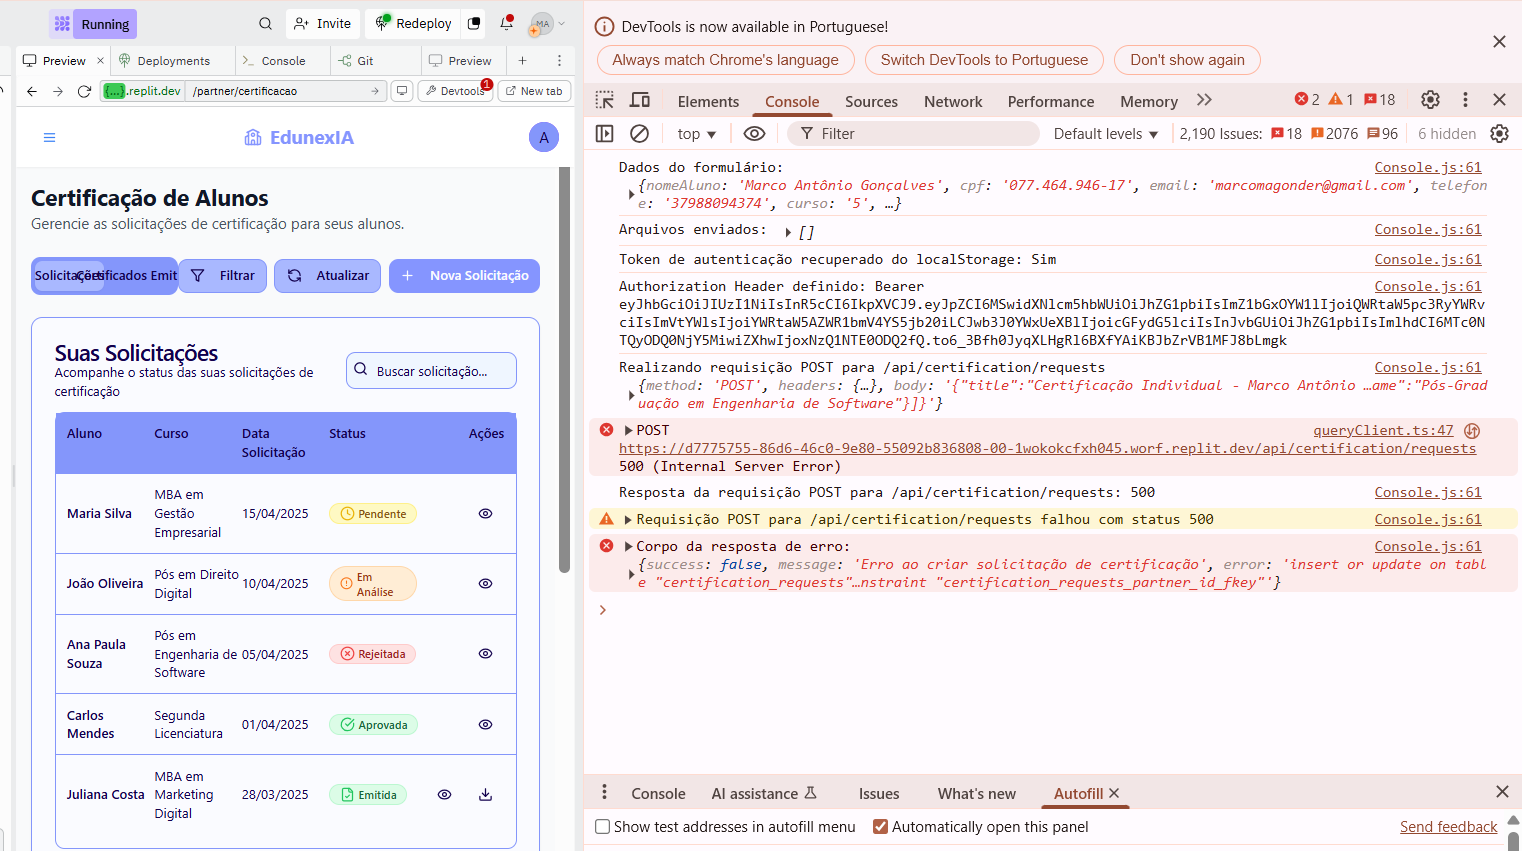 Running
Invite
Redeploy
MA
Preview
Deployments
Console
Git
Preview
{...}.replit.dev
/partner/certificacao
Devtools
1
New tab
EdunexIA
A
Certificação de Alunos
Gerencie as solicitações de certificação para seus alunos.
Solicitações
Certificados Emit
Filtrar
Atualizar
Nova Solicitação
Suas Solicitações
Acompanhe o status das suas solicitações de
certificação
Buscar solicitação...
Aluno
Curso
Data
Solicitação
Status
Ações
Maria Silva
MBA em
Gestão
Empresarial
15/04/2025
Pendente
João Oliveira
Pós em Direito
Digital
10/04/2025
Em
Análise
Ana Paula
Souza
Pós em
Engenharia de
Software
05/04/2025
Rejeitada
Carlos
Mendes
Segunda
Licenciatura
01/04/2025
Aprovada
Juliana Costa
MBA em
Marketing
Digital
28/03/2025
Emitida
DevTools is now available in Portuguese!
Always match Chrome's language
Switch DevTools to Portuguese
Don't show again
Elements
Console
Sources
Network
Performance
Memory
2
1
18
top
Filter
Default levels
2,190 Issues:
18
2076
96
6 hidden
Dados do formulário:
Console.js:61
{nomeAluno: 'Marco Antônio Gonçalves', cpf: '077.464.946-17', email: 'marcomagonder@gmail.com', telefon
e: '37988094374', curso: '5', …}
Arquivos enviados:
[]
Console.js:61
Token de autenticação recuperado do localStorage: Sim
Console.js:61
Authorization Header definido: Bearer
Console.js:61
eyJhbGciOiJIUzI1NiIsInR5cCI6IkpXVCJ9.eyJpZCI6MSwidXNlcm5hbWUiOiJhZG1pbiIsImZ1bGxOYW1lIjoiQWRtaW5pc3RyYWRv
ciIsImVtYWlsIjoiYWRtaW5AZWR1bmV4YS5jb20iLCJwb3J0YWxUeXBlIjoicGFydG5lciIsInJvbGUiOiJhZG1pbiIsImlhdCI6MTc0N
TQyODQ0NjY5MiwiZXhwIjoxNzQ1NTE0ODQ2fQ.to6_3Bfh0JyqXLHgRl6BXfYAiKBJbZrVB1MFJ8bLmgk
Realizando requisição POST para /api/certification/requests
Console.js:61
{method: 'POST', headers: {…}, body: '{"title":"Certificação Individual - Marco Antônio …ame":"Pós-Grad
uação em Engenharia de Software"}]}'}
POST
queryClient.ts:47
https://d7775755-86d6-46c0-9e80-55092b836808-00-1wokokcfxh045.worf.replit.dev/api/certification/requests
500 (Internal Server Error)
Resposta da requisição POST para /api/certification/requests: 500
Console.js:61
Requisição POST para /api/certification/requests falhou com status 500
Console.js:61
Corpo da resposta de erro:
Console.js:61
{success: false, message: 'Erro ao criar solicitação de certificação', error: 'insert or update on tabl
e "certification_requests"…nstraint "certification_requests_partner_id_fkey"'}
Console
AI assistance
Issues
What's new
Autofill
Show test addresses in autofill menu
Automatically open this panel
Send feedback